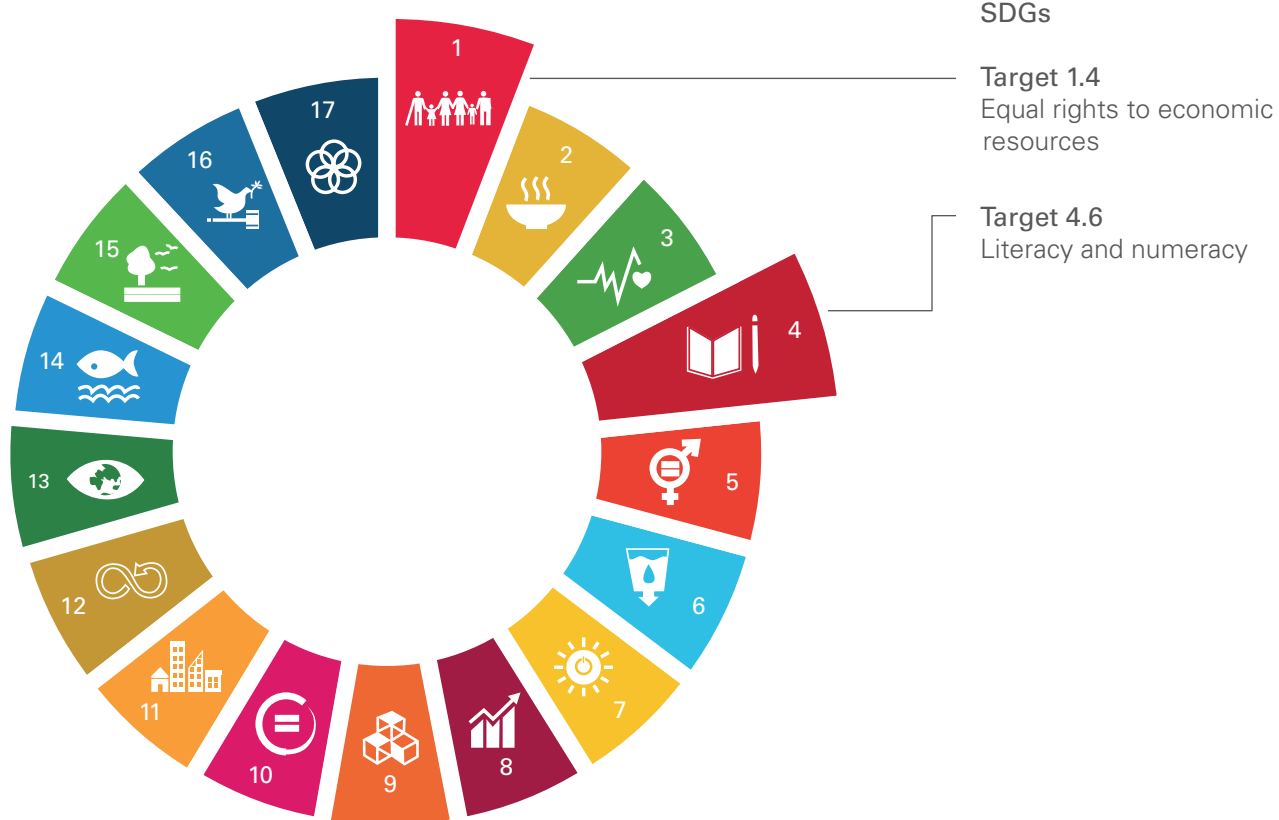 SDGs
Target 1.4
Equal rights to economic
resources
Target 4.6
Literacy and numeracy
1
2
3
4
5
6
7
8
9
10
11
12
13
14
15
16
17